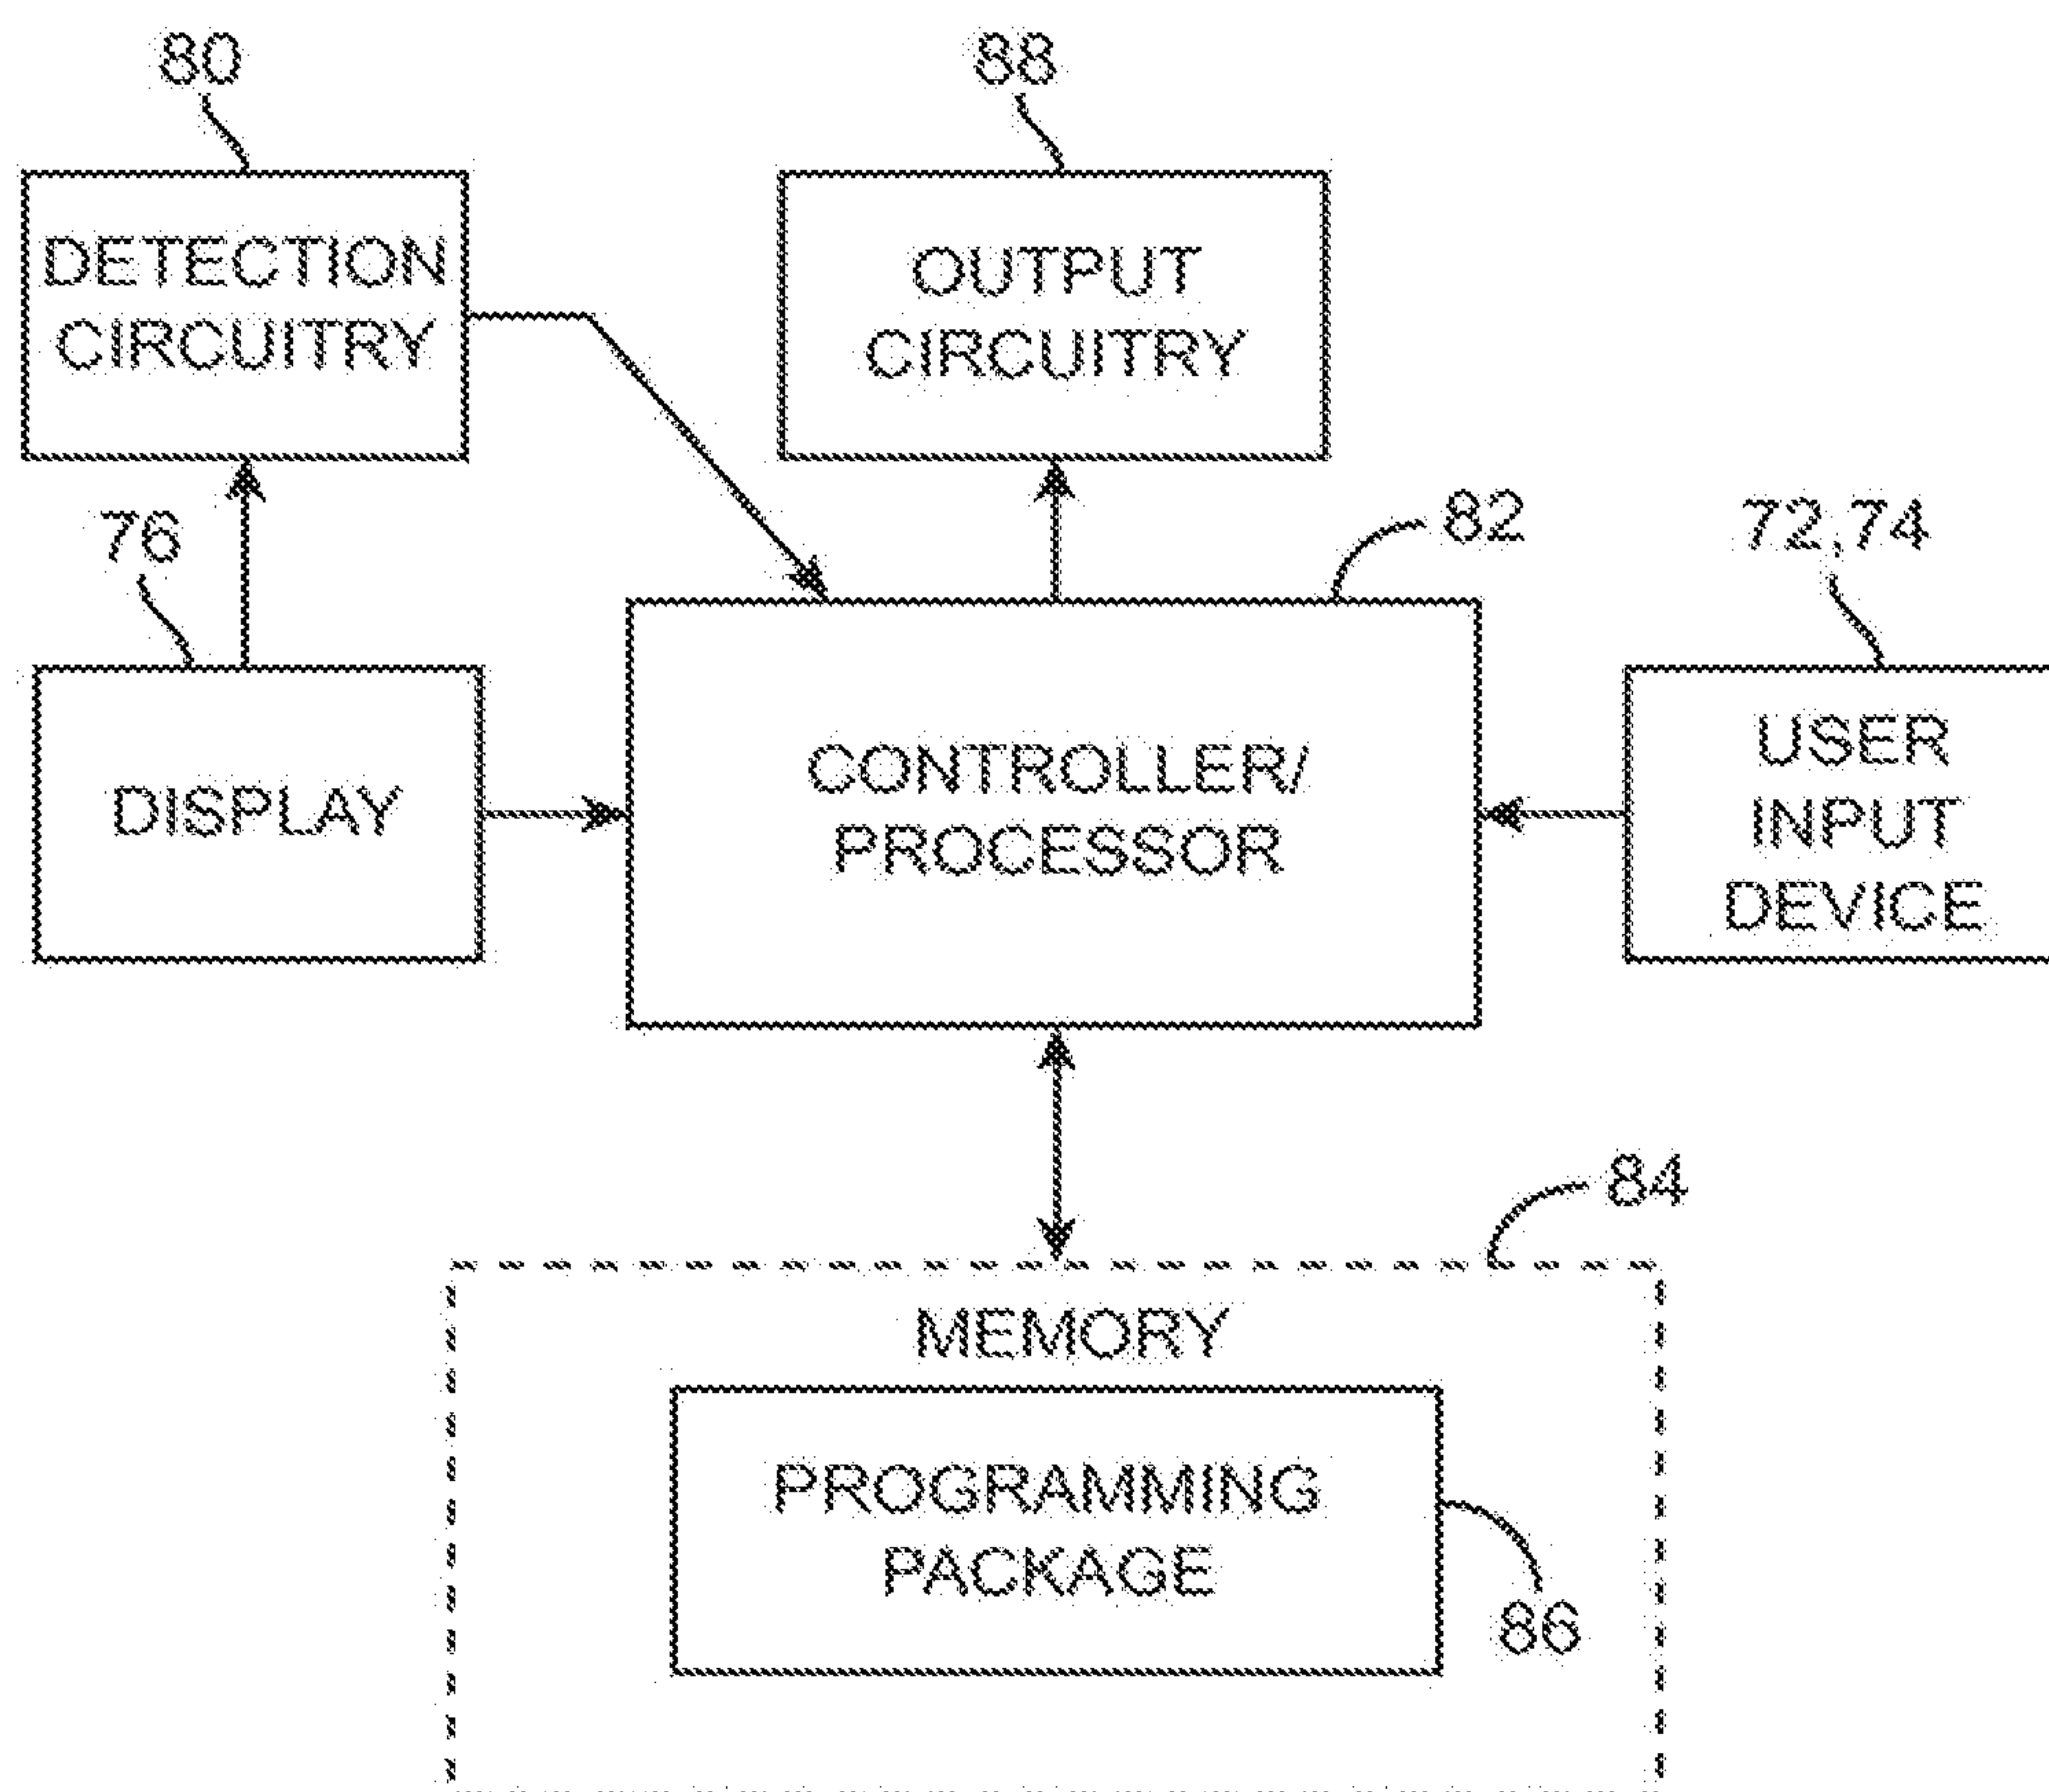 80
88
DETECTION
CIRCUITRY
OUTPUT
CIRCUITRY
76
82
72,74
DISPLAY
CONTROLLER/
PROCESSOR
USER
INPUT
DEVICE
84
MEMORY
PROGRAMMING
PACKAGE
86